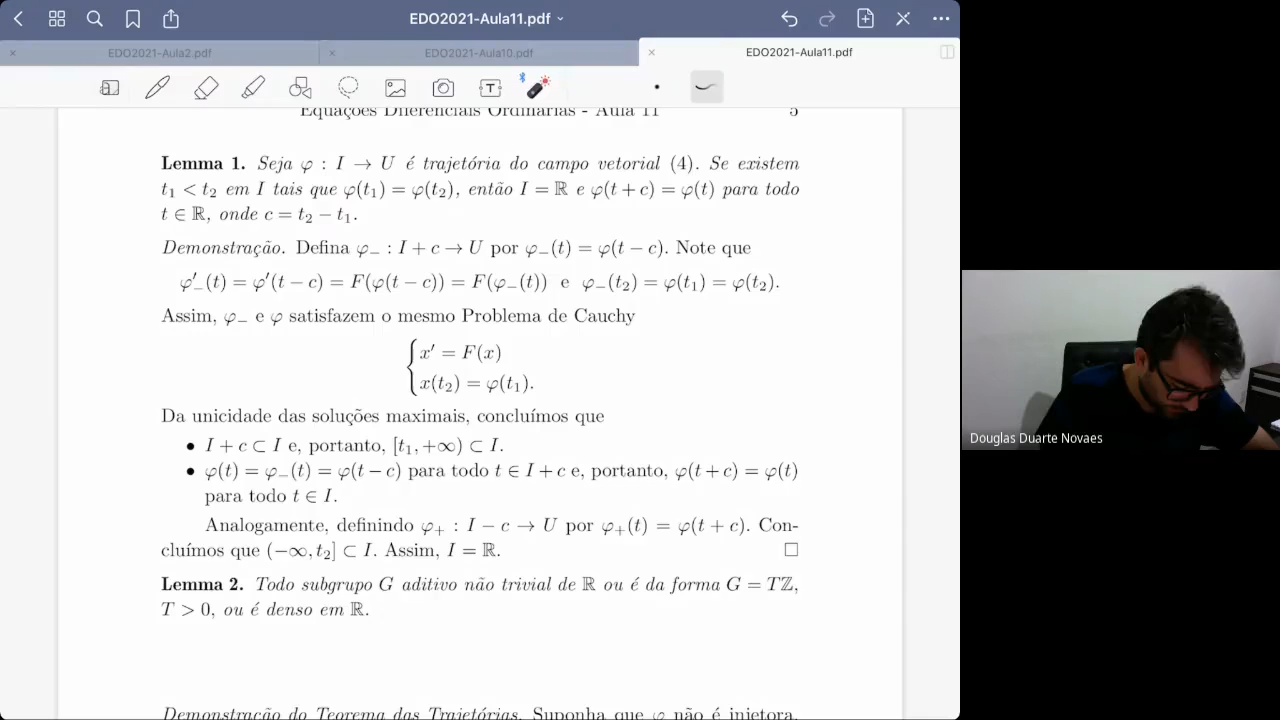 EDO2021-Aula11.pdf
EDO2021-Aula2.pdf
EDO2021-Aula10.pdf
EDO2021-Aula11.pdf
T
Equações Diferenciais Ordinárias - Aula 11 5
Lemma 1. Seja φ : I → U é trajetória do campo vetorial (4). Se existem
t₁ < t₂ em I tais que φ(t₁) = φ(t₂), então I = ℝ e φ(t + c) = φ(t) para todo
t ∈ ℝ, onde c = t₂ − t₁.
Demonstração. Defina φ₋ : I + c → U por φ₋(t) = φ(t − c). Note que
φ′₋(t) = φ′(t − c) = F(φ(t − c)) = F(φ₋(t)) e φ₋(t₂) = φ(t₁) = φ(t₂).
Assim, φ₋ e φ satisfazem o mesmo Problema de Cauchy
x′ = F(x)
x(t₂) = φ(t₁).
Da unicidade das soluções maximais, concluímos que
• I + c ⊂ I e, portanto, [t₁, +∞) ⊂ I.
• φ(t) = φ₋(t) = φ(t − c) para todo t ∈ I + c e, portanto, φ(t + c) = φ(t)
para todo t ∈ I.
Analogamente, definindo φ₊ : I − c → U por φ₊(t) = φ(t + c). Con-
cluímos que (−∞, t₂] ⊂ I. Assim, I = ℝ. □
Lemma 2. Todo subgrupo G aditivo não trivial de ℝ ou é da forma G = Tℤ,
T > 0, ou é denso em ℝ.
Demonstração do Teorema das Trajetórias. Suponha que φ não é injetora.
Douglas Duarte Novaes